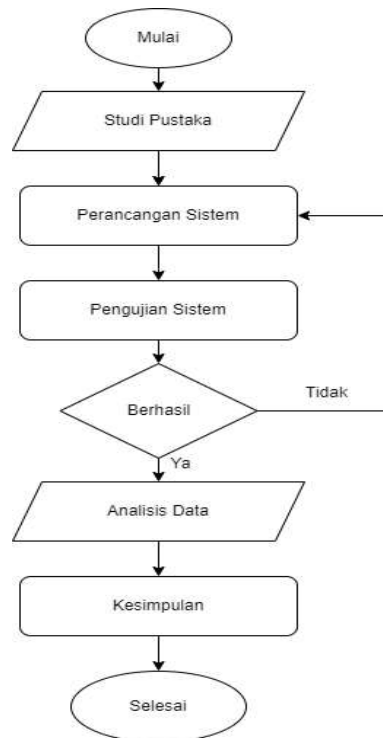 Mulai
Studi Pustaka
Perancangan Sistem
Pengujian Sistem
Berhasil
Tidak
Ya
Analisis Data
Kesimpulan
Selesai